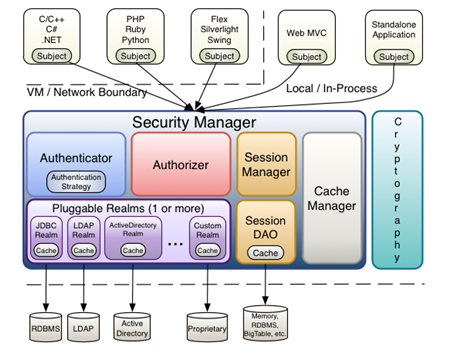 C/C++
C#
.NET
Subject
PHP
Ruby
Python
Subject
Flex
Silverlight
Swing
Subject
Web MVC
Subject
Standalone
Application
Subject
VM / Network Boundary
Local / In-Process
Security Manager
Authenticator
Authentication
Strategy
Authorizer
Session
Manager
Cache
Manager
Cryptography
Pluggable Realms (1 or more)
JDBC
Realm
Cache
LDAP
Realm
Cache
ActiveDirectory
Realm
Cache
...
Custom
Realm
Cache
Session
DAO
Cache
RDBMS
LDAP
Active
Directory
Proprietary
Memory,
RDBMS,
BigTable, etc.